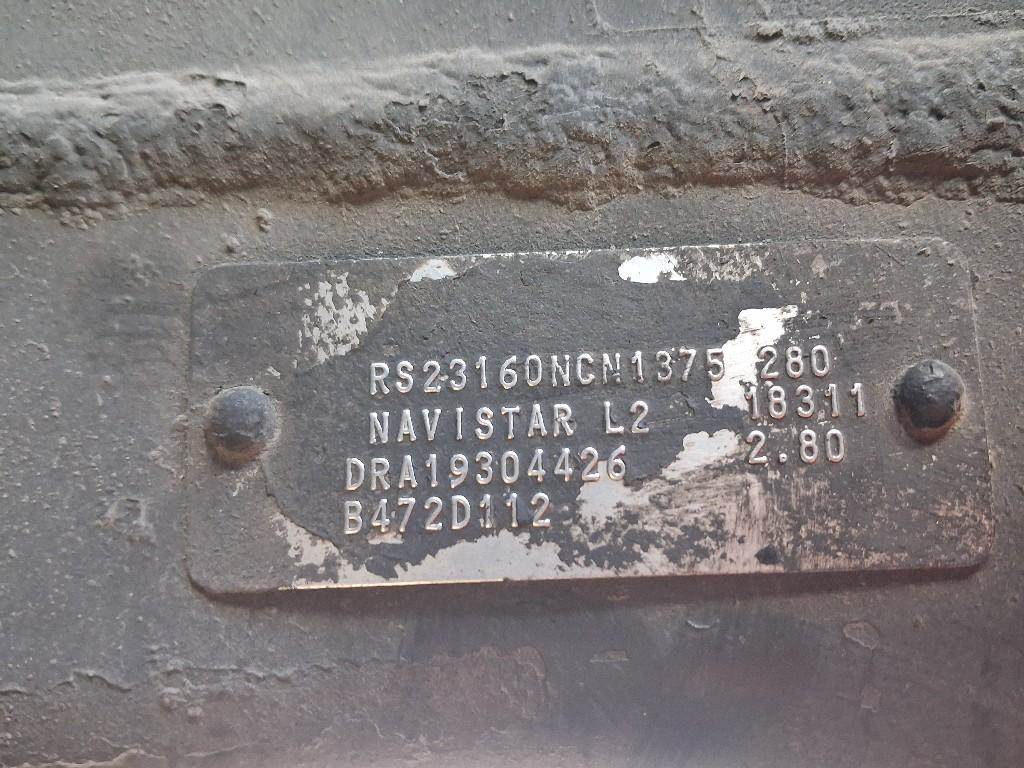 RS23160NCN1375 280
NAVISTAR L2 18311
DRA19304426 2.80
B472D112